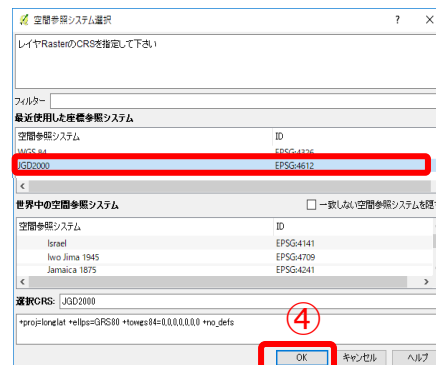 空間参照システム選択 ? ×
レイヤRasterのCRSを指定して下さい
フィルター
最近使用した座標参照システム
空間参照システム ID
WGS 84 EPSG:4326
JGD2000 EPSG:4612
世界中の空間参照システム 一致しない空間参照システムを隠
空間参照システム ID
Israel EPSG:4141
Iwo Jima 1945 EPSG:4709
Jamaica 1875 EPSG:4241
選択CRS: JGD2000
+proj=longlat +ellps=GRS80 +towgs84=0,0,0,0,0,0,0 +no_defs
④
OK キャンセル ヘルプ